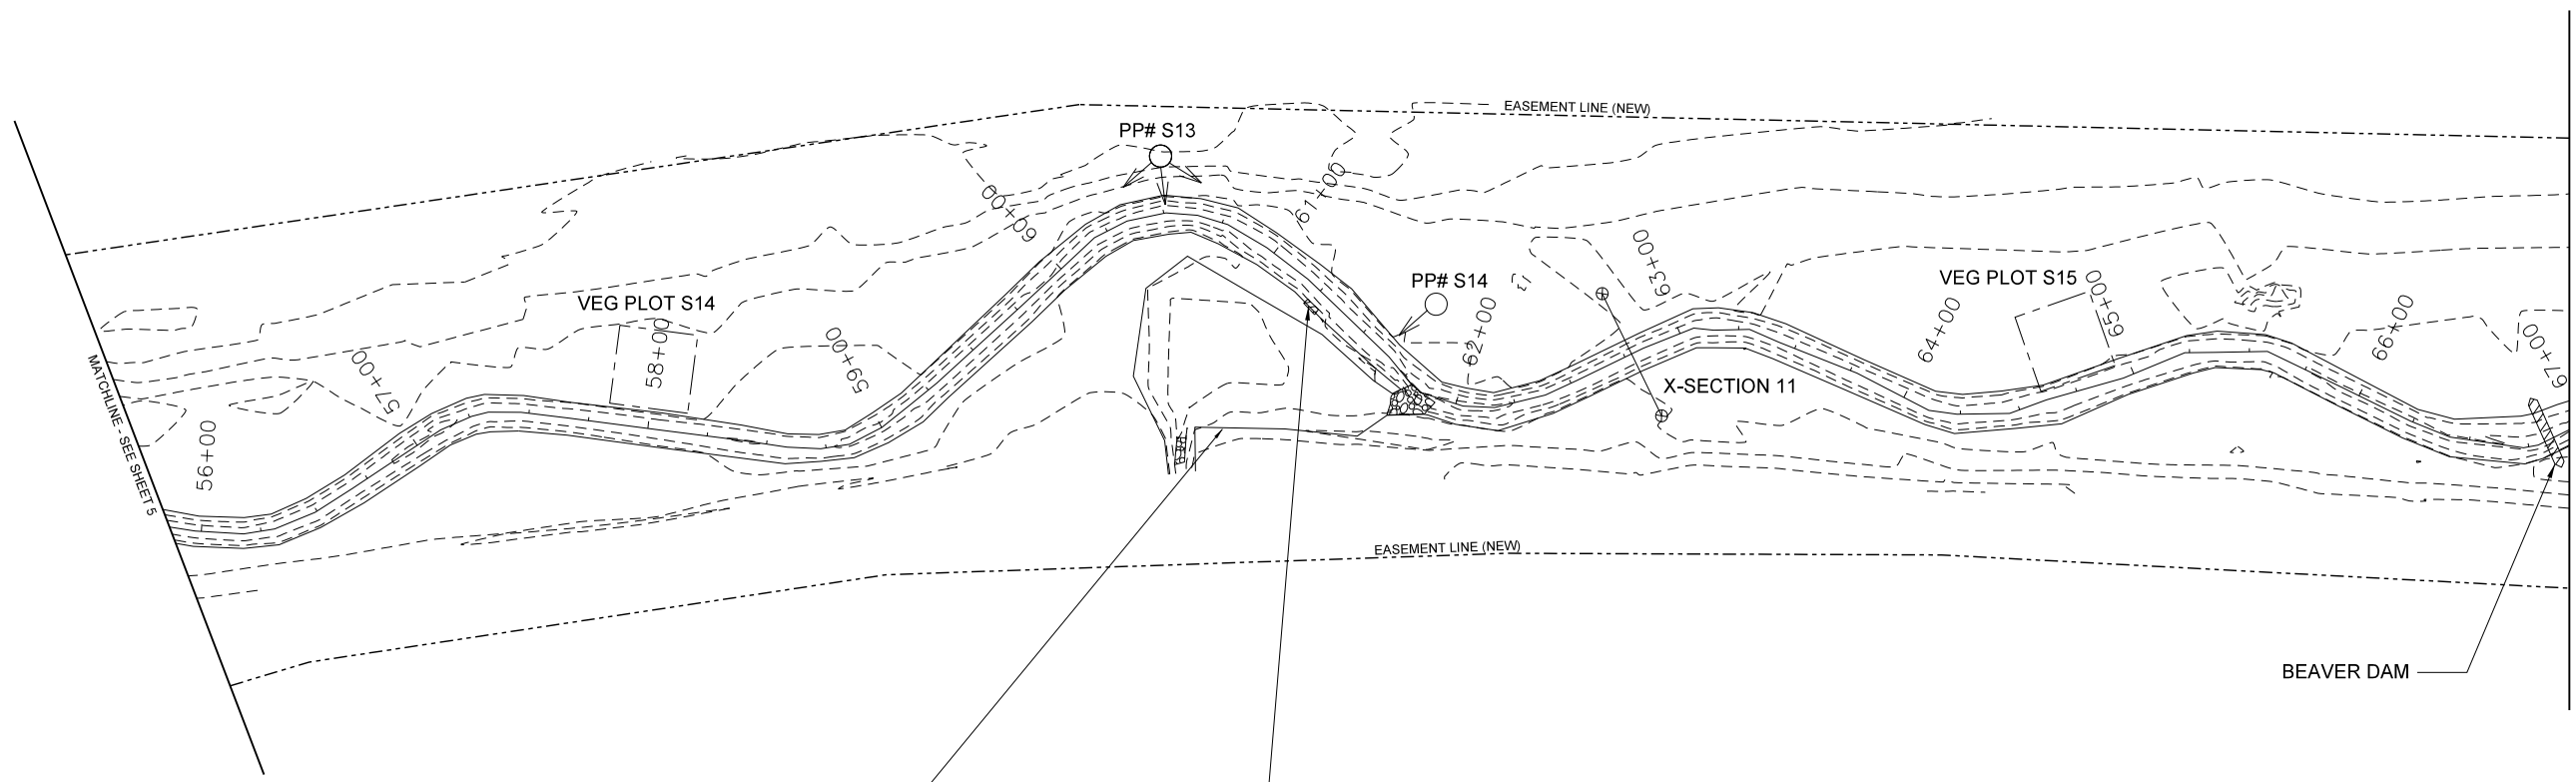 EASEMENT LINE (NEW)
PP# S13
60+00
61+00
PP# S14
62+00
63+00
VEG PLOT S14
58+00
59+00
57+00
56+00
MATCHLINE - SEE SHEET 5
X-SECTION 11
VEG PLOT S15
64+00
65+00
66+00
67+00
EASEMENT LINE (NEW)
BEAVER DAM